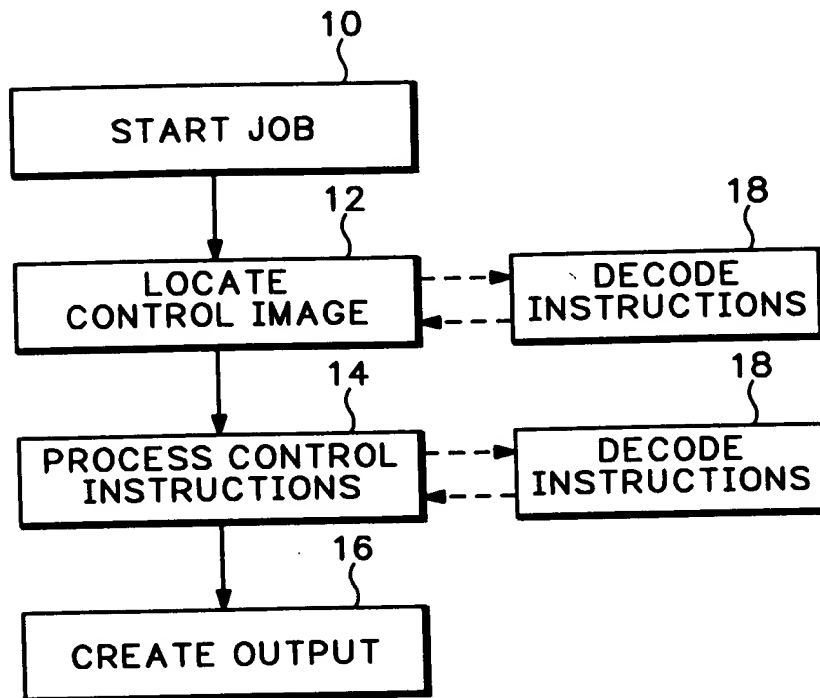 10
START JOB
12
LOCATE
CONTROL IMAGE
18
DECODE
INSTRUCTIONS
14
PROCESS CONTROL
INSTRUCTIONS
18
DECODE
INSTRUCTIONS
16
CREATE OUTPUT